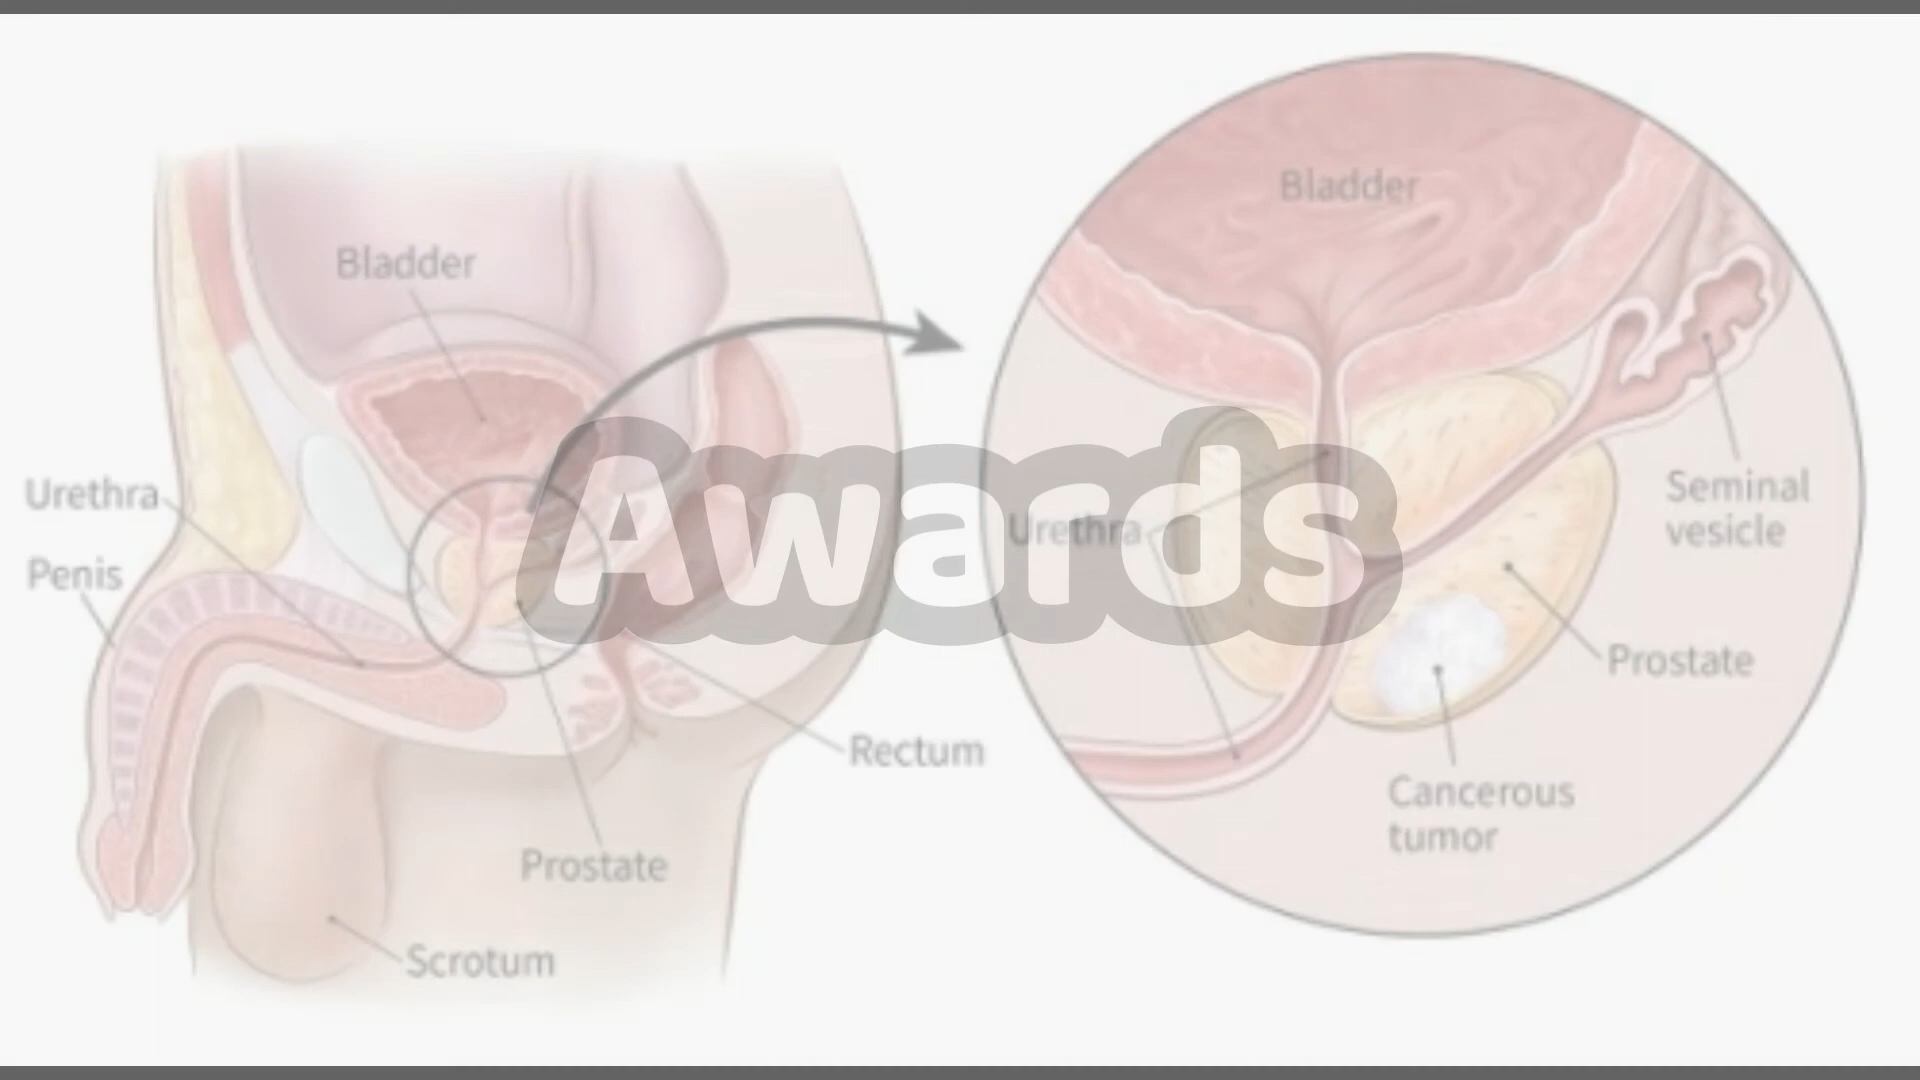 Bladder
Urethra
Penis
Rectum
Prostate
Scrotum
Awards
Bladder
Urethra
Seminal
vesicle
Prostate
Cancerous
tumor